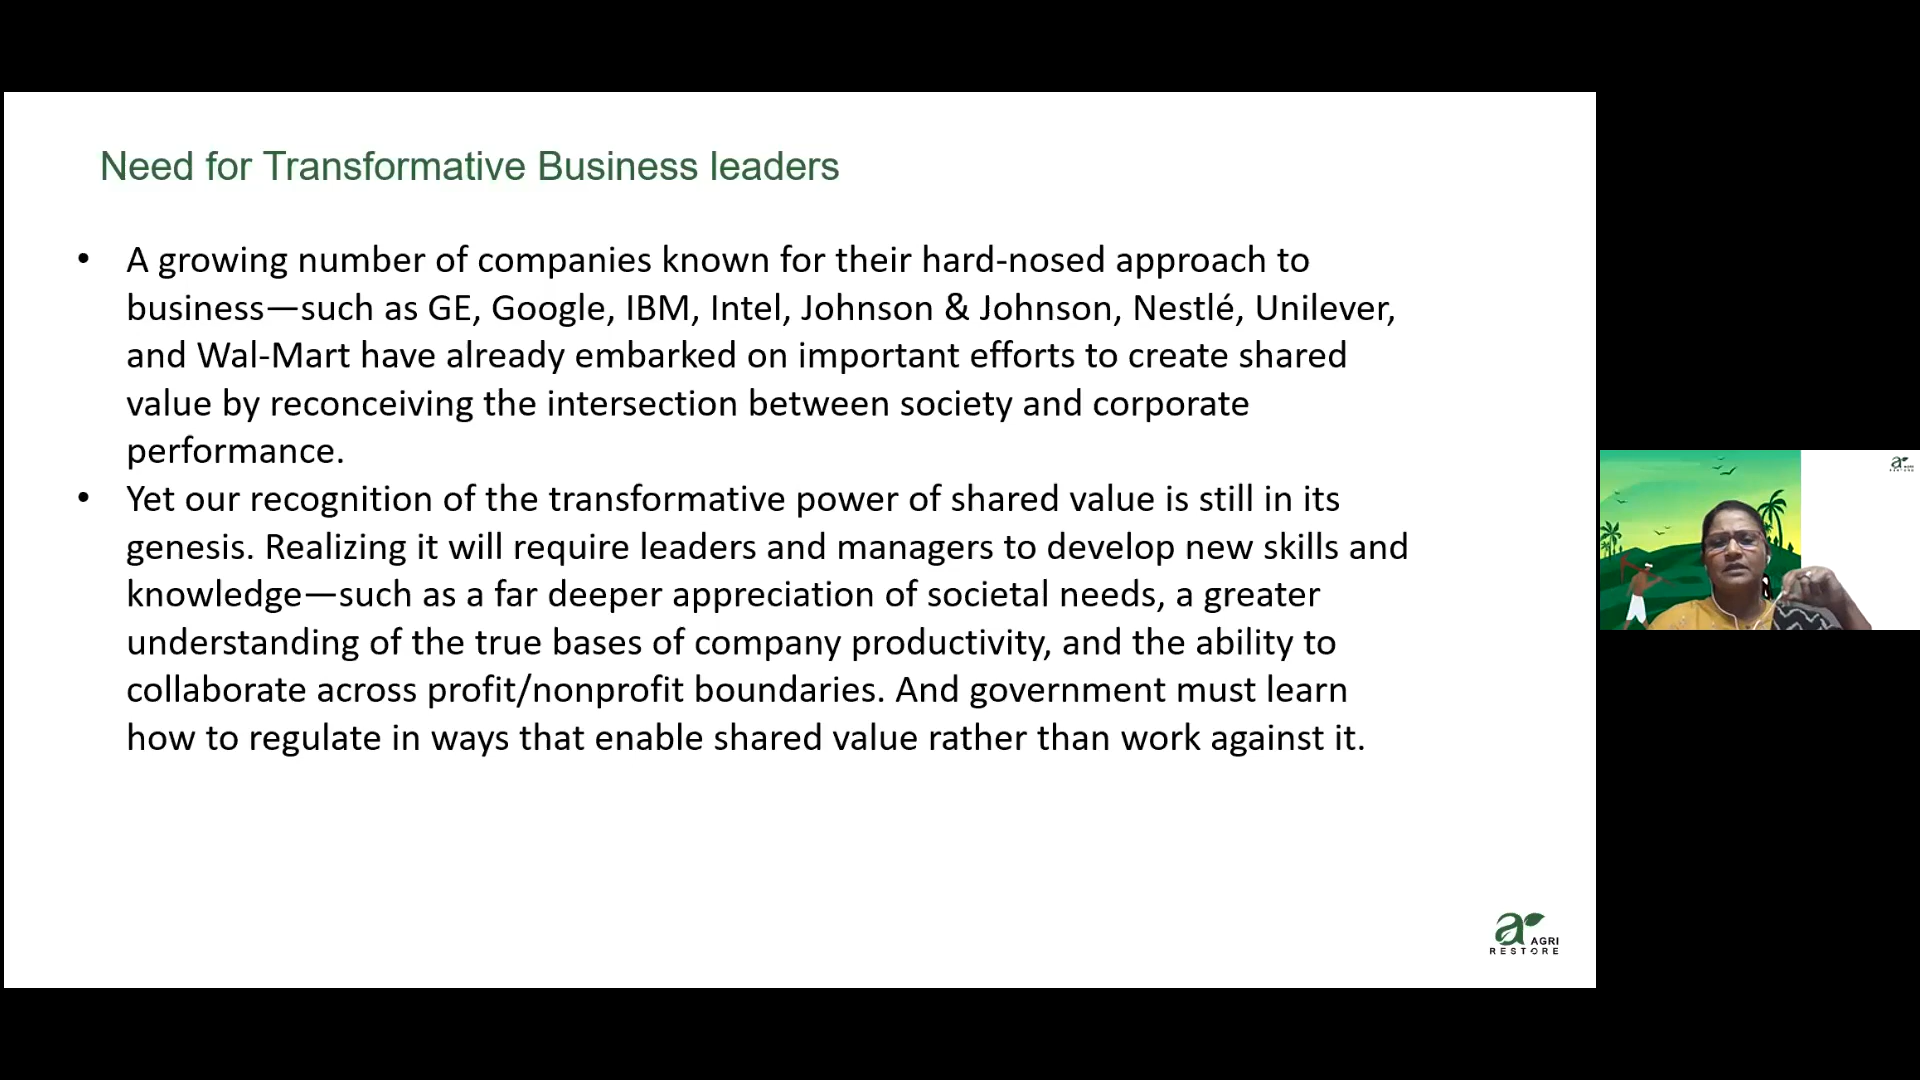 Need for Transformative Business leaders
• A growing number of companies known for their hard-nosed approach to
business—such as GE, Google, IBM, Intel, Johnson & Johnson, Nestlé, Unilever,
and Wal-Mart have already embarked on important efforts to create shared
value by reconceiving the intersection between society and corporate
performance.
• Yet our recognition of the transformative power of shared value is still in its
genesis. Realizing it will require leaders and managers to develop new skills and
knowledge—such as a far deeper appreciation of societal needs, a greater
understanding of the true bases of company productivity, and the ability to
collaborate across profit/nonprofit boundaries. And government must learn
how to regulate in ways that enable shared value rather than work against it.
ar AGRI
RESTORE